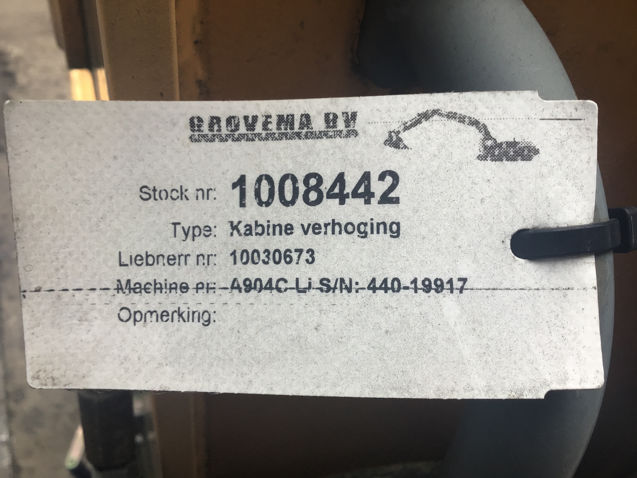 GROVEMA BV
Stock nr: 1008442
Type: Kabine verhoging
Liebherr nr: 10030673
Machine nr: A904C Li S/N: 440-19917
Opmerking: